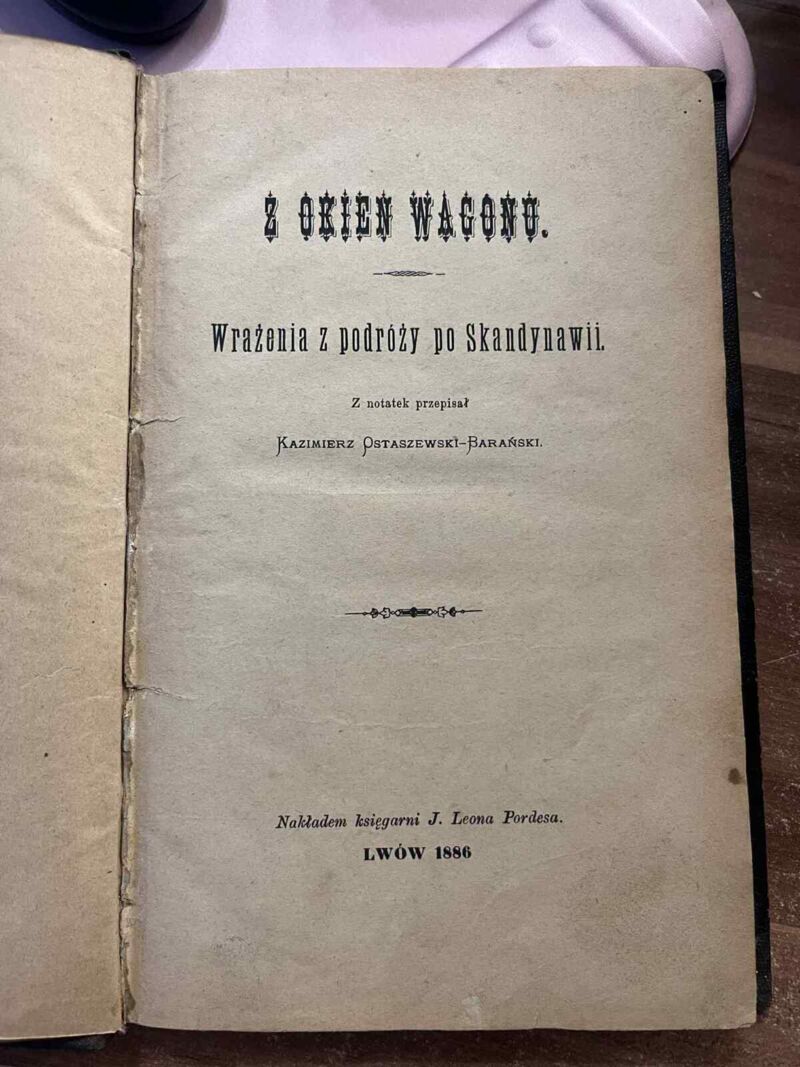 Z OKIEN WAGONU.
Wrażenia z podróży po Skandynawii.
Z notatek przepisał
KAZIMIERZ OSTASZEWSKI-BARAŃSKI.
Nakładem księgarni J. Leona Pordesa.
LWÓW 1886